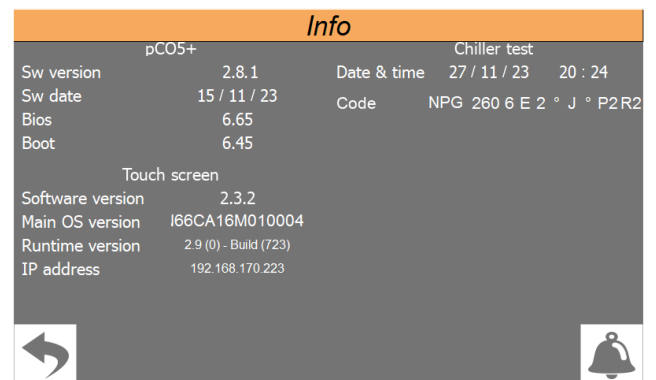 Info
pCO5+
Sw version 2.8.1
Sw date 15 / 11 / 23
Bios 6.65
Boot 6.45
Touch screen
Software version 2.3.2
Main OS version I66CA16M010004
Runtime version 2.9 (0) - Build (723)
IP address 192.168.170.223
Chiller test
Date & time 27 / 11 / 23 20 : 24
Code NPG 260 6 E 2 ° J ° P2 R2